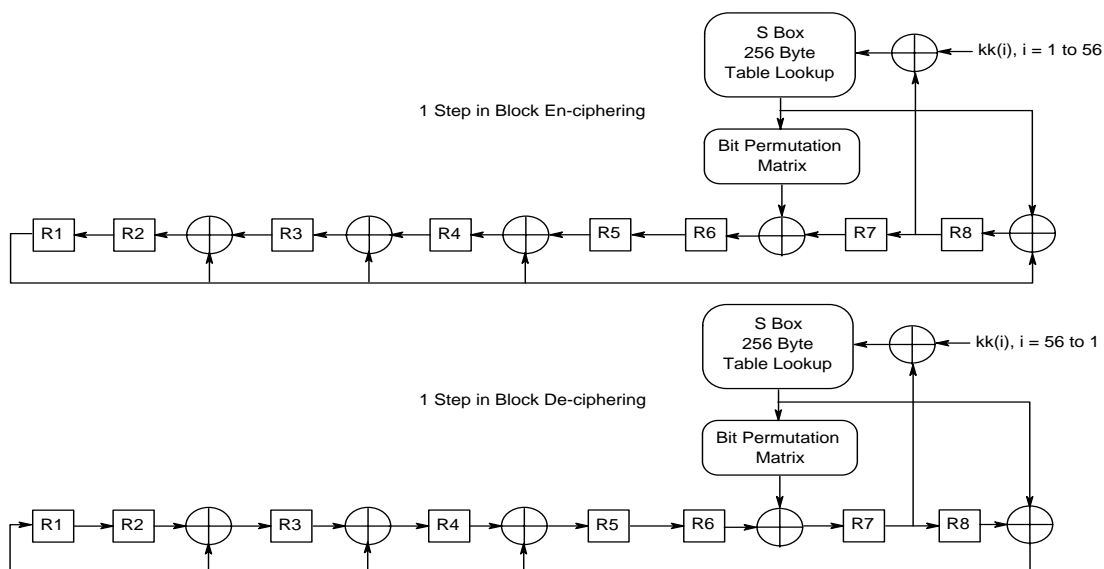 S Box
256 Byte
Table Lookup
kk(i), i = 1 to 56
1 Step in Block En-ciphering
Bit Permutation
Matrix
R1 R2 R3 R4 R5 R6 R7 R8
S Box
256 Byte
Table Lookup
kk(i), i = 56 to 1
1 Step in Block De-ciphering
Bit Permutation
Matrix
R1 R2 R3 R4 R5 R6 R7 R8